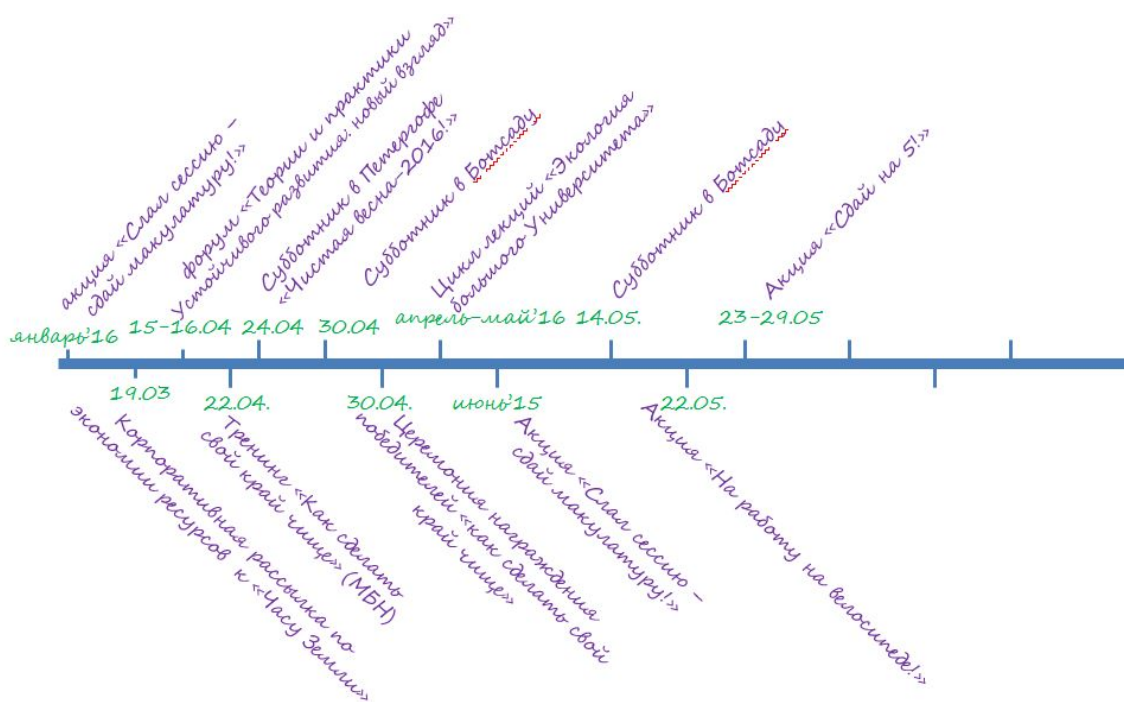 акция «Слал сессию –
сдай макулатуру!»
форум «Теории и практики
Устойчивого развития: новый взгляд»
Субботник в Петергофе
«Чистая весна-2016!»
Субботник в Ботсаду
Цикл лекций «Экология
большого Университета»
Субботник в Ботсаду
Акция «Сдай на 5!»
январь'16
15-16.04
24.04
30.04
апрель-май'16
14.05.
23-29.05
19.03
22.04.
30.04.
июнь'15
22.05.
Корпоративная рассылка по
экономии ресурсов к «Часу Земли»
Тренинг «Как сделать
свой край чище» (МБН)
Церемония награждения
победителей «как сделать свой
край чище»
Акция «Слал сессию –
сдай макулатуру!»
Акция «На работу на велосипеде!»